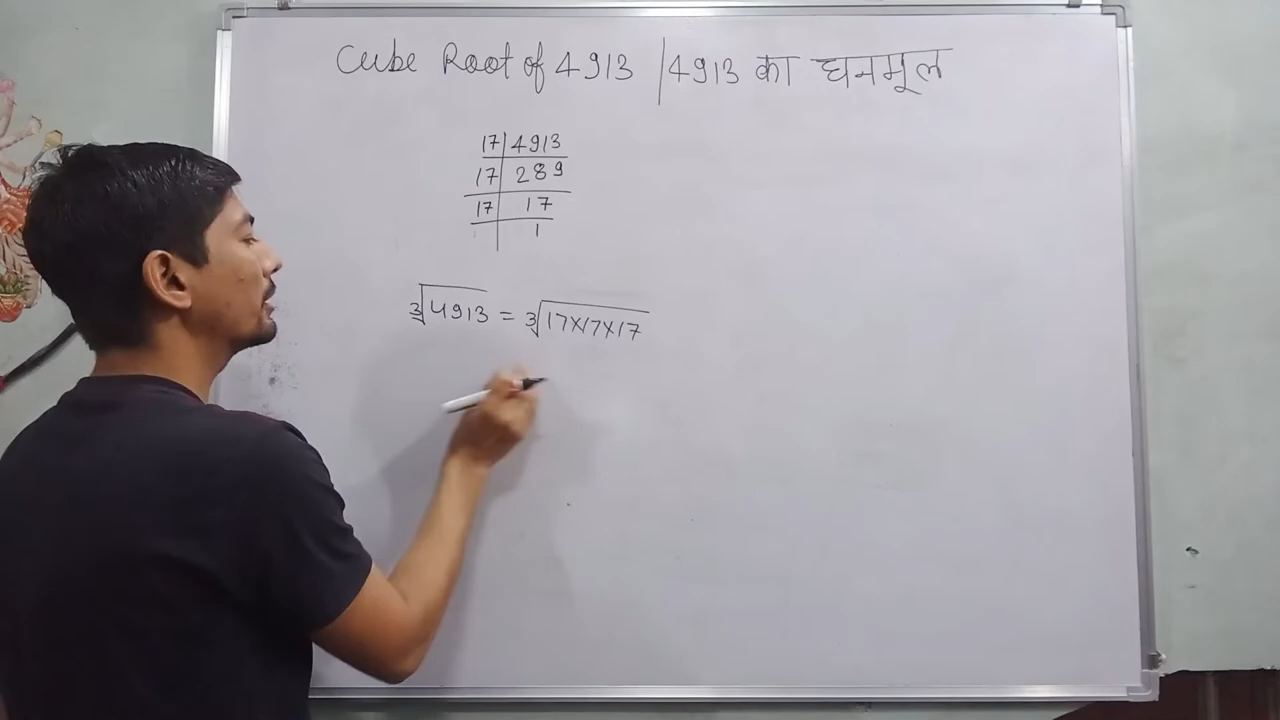 Cube Root of 4913 | 4913 का घनमूल
17 | 4913
17 | 289
17 | 17
1
∛4913 = ∛17×17×17